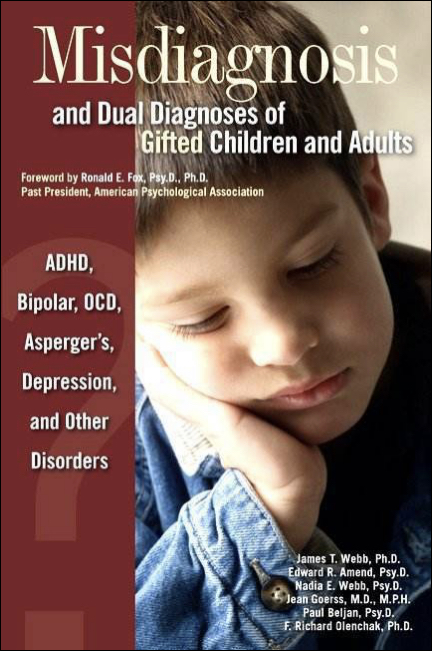 Misdiagnosis
and Dual Diagnoses of
Gifted Children and Adults
Foreword by Ronald E. Fox, Psy.D., Ph.D.
Past President, American Psychological Association
?
ADHD,
Bipolar, OCD,
Asperger's,
Depression,
and Other
Disorders
James T. Webb, Ph.D.
Edward R. Amend, Psy.D.
Nadia E. Webb, Psy.D.
Jean Goerss, M.D., M.P.H.
Paul Beljan, Psy.D.
F. Richard Olenchak, Ph.D.